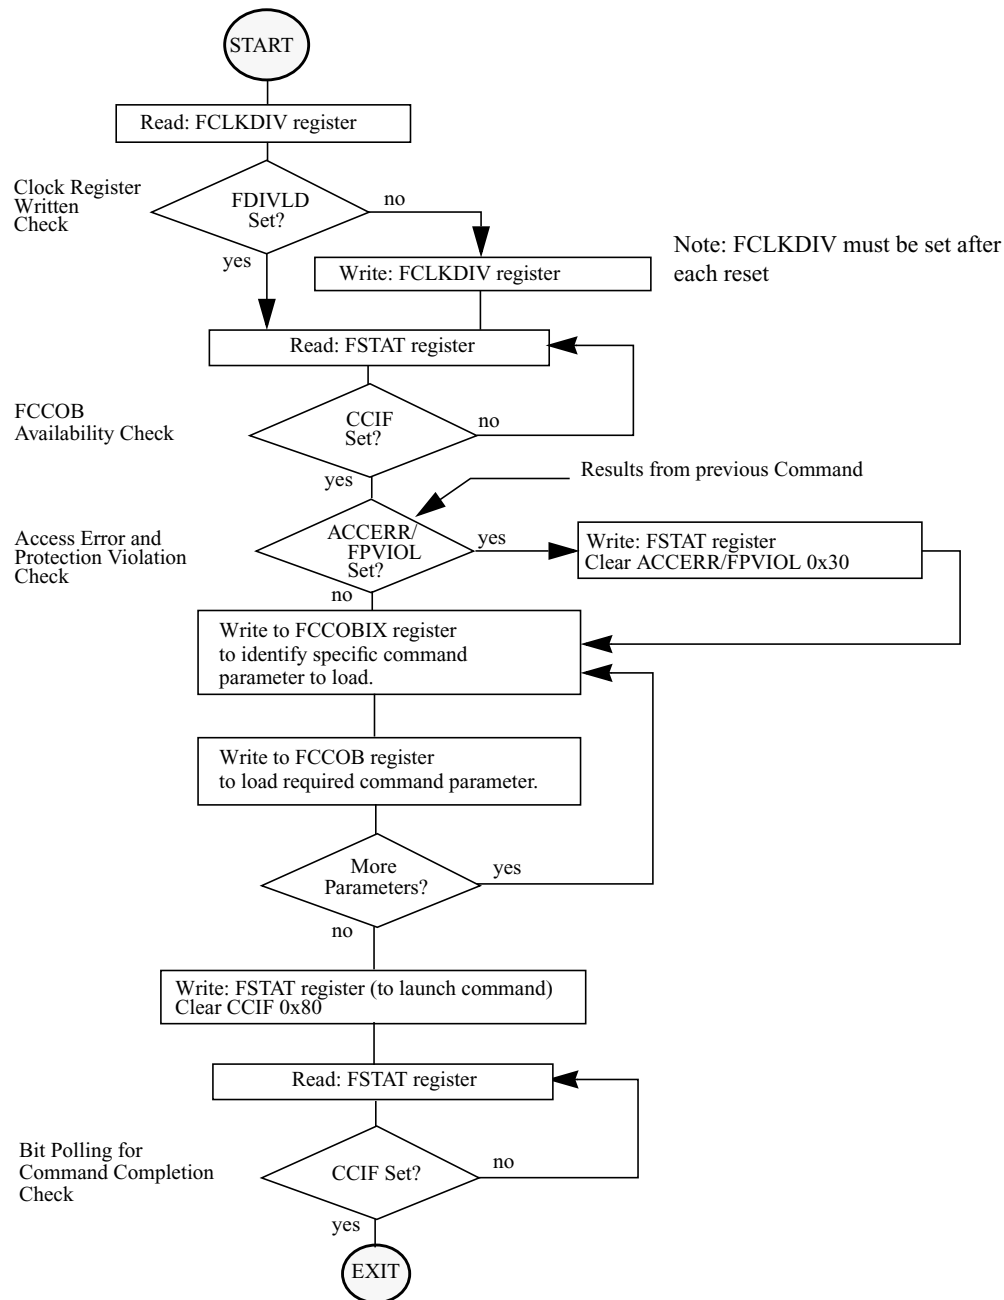 START
Read: FCLKDIV register
Clock Register
Written
Check
FDIVLD
Set?
no
yes
Note: FCLKDIV must be set after
each reset
Write: FCLKDIV register
Read: FSTAT register
FCCOB
Availability Check
CCIF
Set?
no
yes
Results from previous Command
Access Error and
Protection Violation
Check
ACCERR/
FPVIOL
Set?
yes
no
Write: FSTAT register
Clear ACCERR/FPVIOL 0x30
Write to FCCOBIX register
to identify specific command
parameter to load.
Write to FCCOB register
to load required command parameter.
More
Parameters?
yes
no
Write: FSTAT register (to launch command)
Clear CCIF 0x80
Read: FSTAT register
Bit Polling for
Command Completion
Check
CCIF Set?
no
yes
EXIT